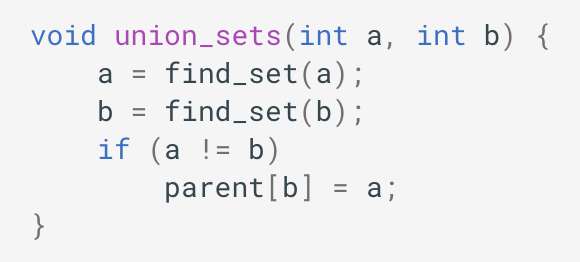 void union_sets(int a, int b) {
    a = find_set(a);
    b = find_set(b);
    if (a != b)
        parent[b] = a;
}